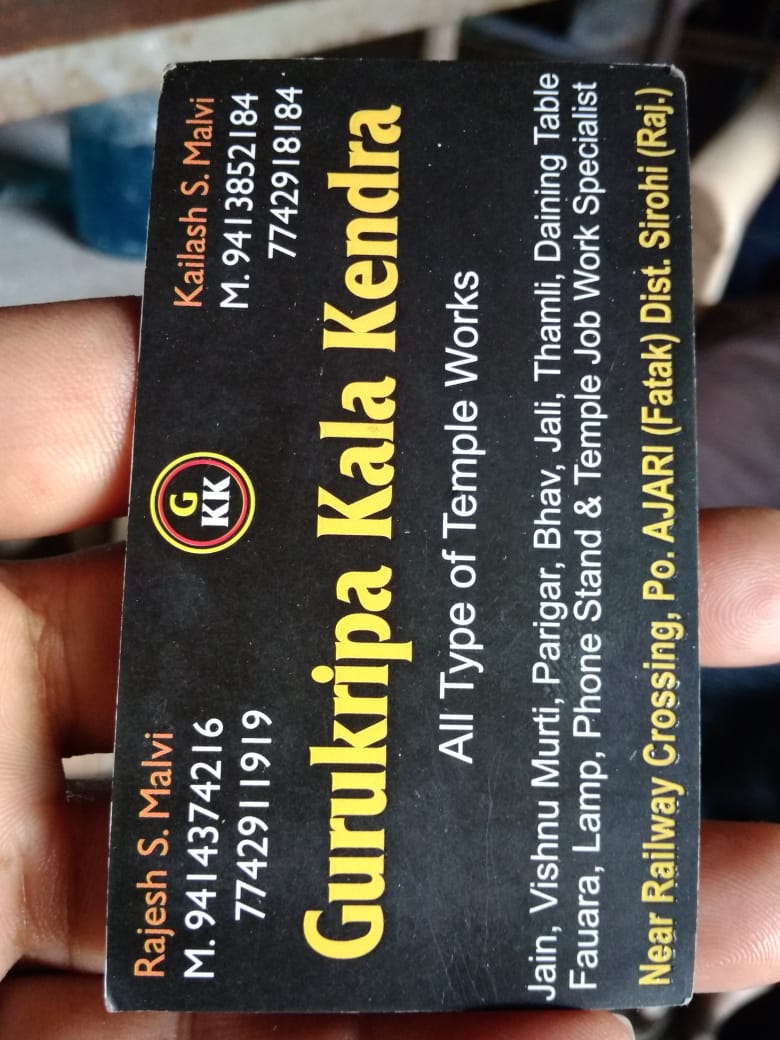 Rajesh S. Malvi
M. 9414374216
7742911919
G
KK
Kailash S. Malvi
M. 9413852184
7742918184
Gurukripa Kala Kendra
All Type of Temple Works
Jain, Vishnu Murti, Parigar, Bhav, Jali, Thamli, Daining Table
Fauara, Lamp, Phone Stand & Temple Job Work Specialist
Near Railway Crossing, Po. AJARI (Fatak) Dist. Sirohi (Raj.)